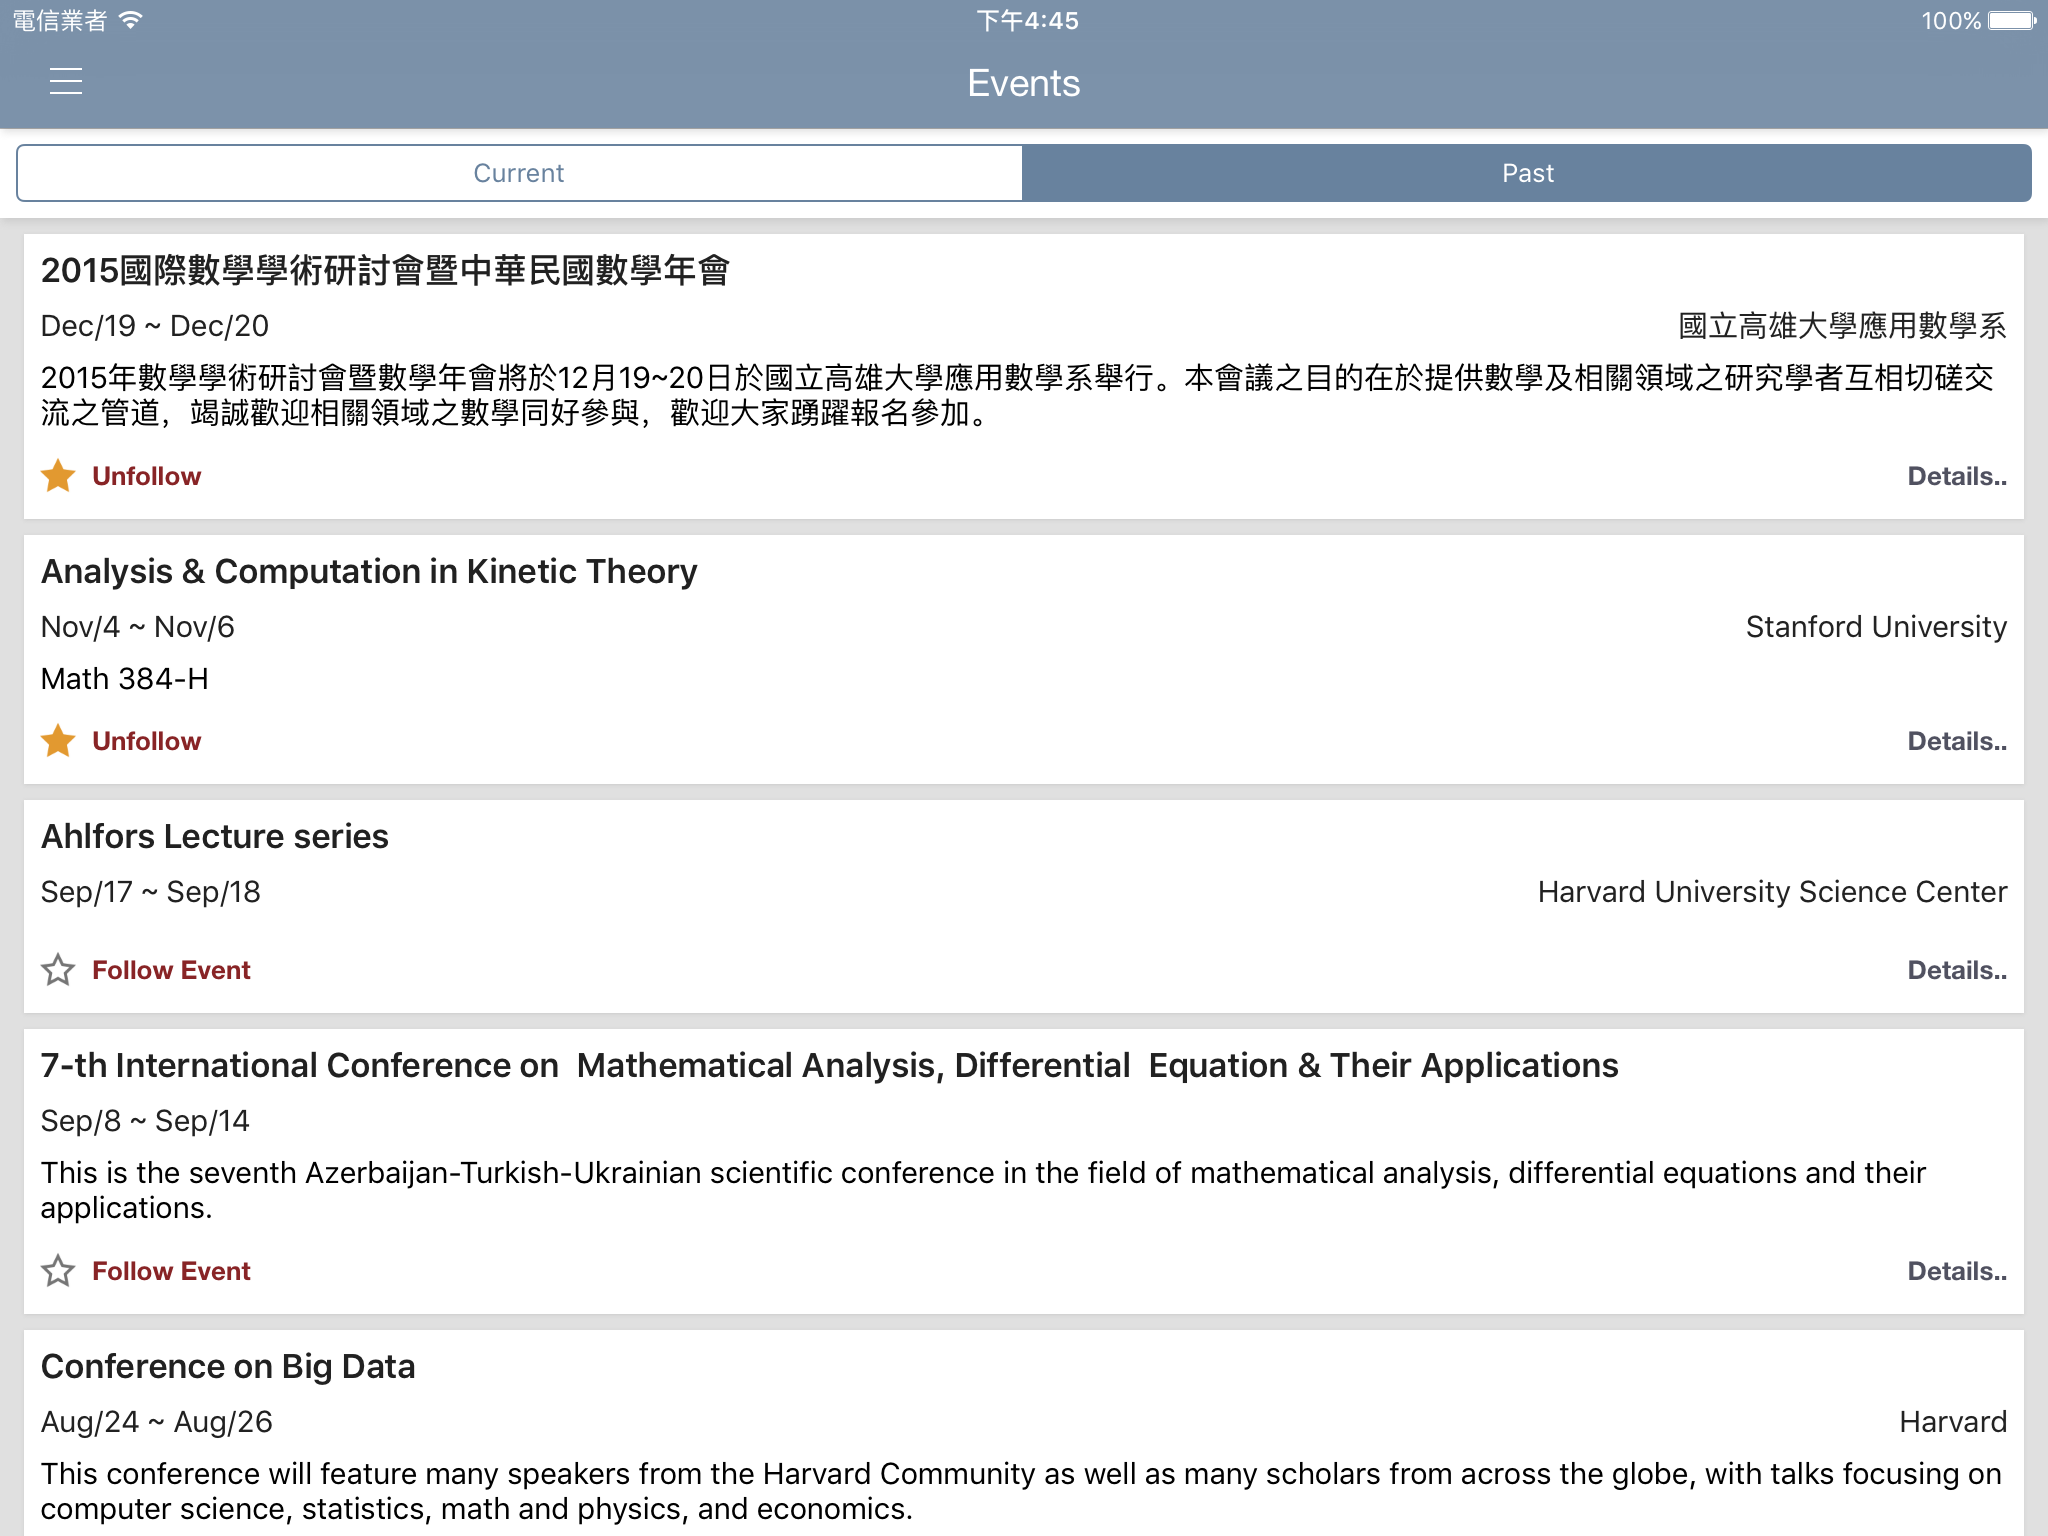 電信業者
下午4:45
100%
Events
Current
Past
2015國際數學學術研討會暨中華民國數學年會
Dec/19 ~ Dec/20
國立高雄大學應用數學系
2015年數學學術研討會暨數學年會將於12月19~20日於國立高雄大學應用數學系舉行。本會議之目的在於提供數學及相關領域之研究學者互相切磋交
流之管道，竭誠歡迎相關領域之數學同好參與，歡迎大家踴躍報名參加。
Unfollow
Details..
Analysis & Computation in Kinetic Theory
Nov/4 ~ Nov/6
Stanford University
Math 384-H
Unfollow
Details..
Ahlfors Lecture series
Sep/17 ~ Sep/18
Harvard University Science Center
Follow Event
Details..
7-th International Conference on  Mathematical Analysis, Differential  Equation & Their Applications
Sep/8 ~ Sep/14
This is the seventh Azerbaijan-Turkish-Ukrainian scientific conference in the field of mathematical analysis, differential equations and their
applications.
Follow Event
Details..
Conference on Big Data
Aug/24 ~ Aug/26
Harvard
This conference will feature many speakers from the Harvard Community as well as many scholars from across the globe, with talks focusing on
computer science, statistics, math and physics, and economics.